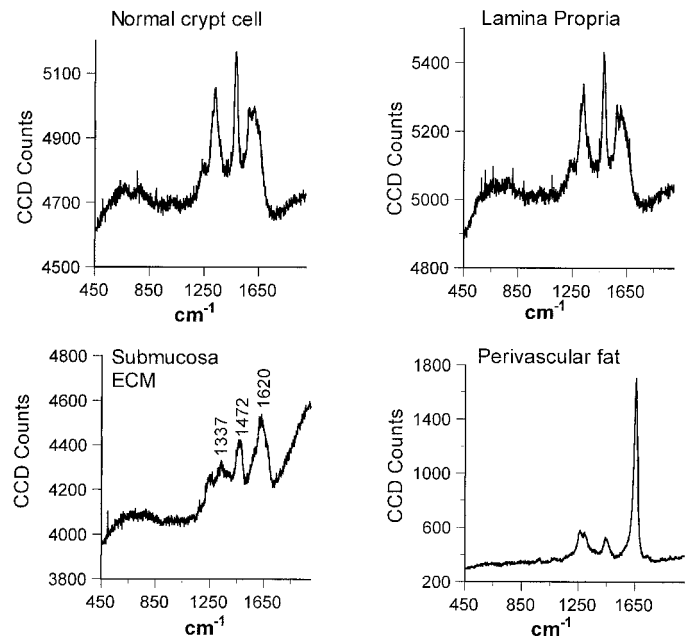 Normal crypt cell
CCD Counts
5100
4900
4700
4500
450 850 1250 1650
cm-1
Lamina Propria
CCD Counts
5400
5200
5000
4800
450 850 1250 1650
cm-1
Submucosa
ECM
CCD Counts
4800
4600
4400
4200
4000
3800
1337
1472
1620
450 850 1250 1650
cm-1
Perivascular fat
CCD Counts
1800
1400
1000
600
200
450 850 1250 1650
cm-1